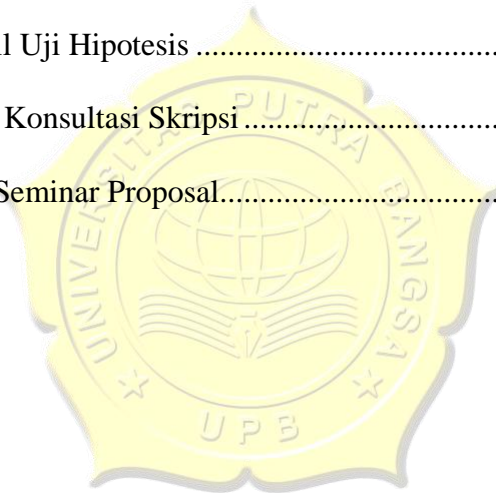 l Uji Hipotesis ..................................
Konsultasi Skripsi ..............................
Seminar Proposal................................
UNIVERSITAS PUTRA BANGSA
UPB